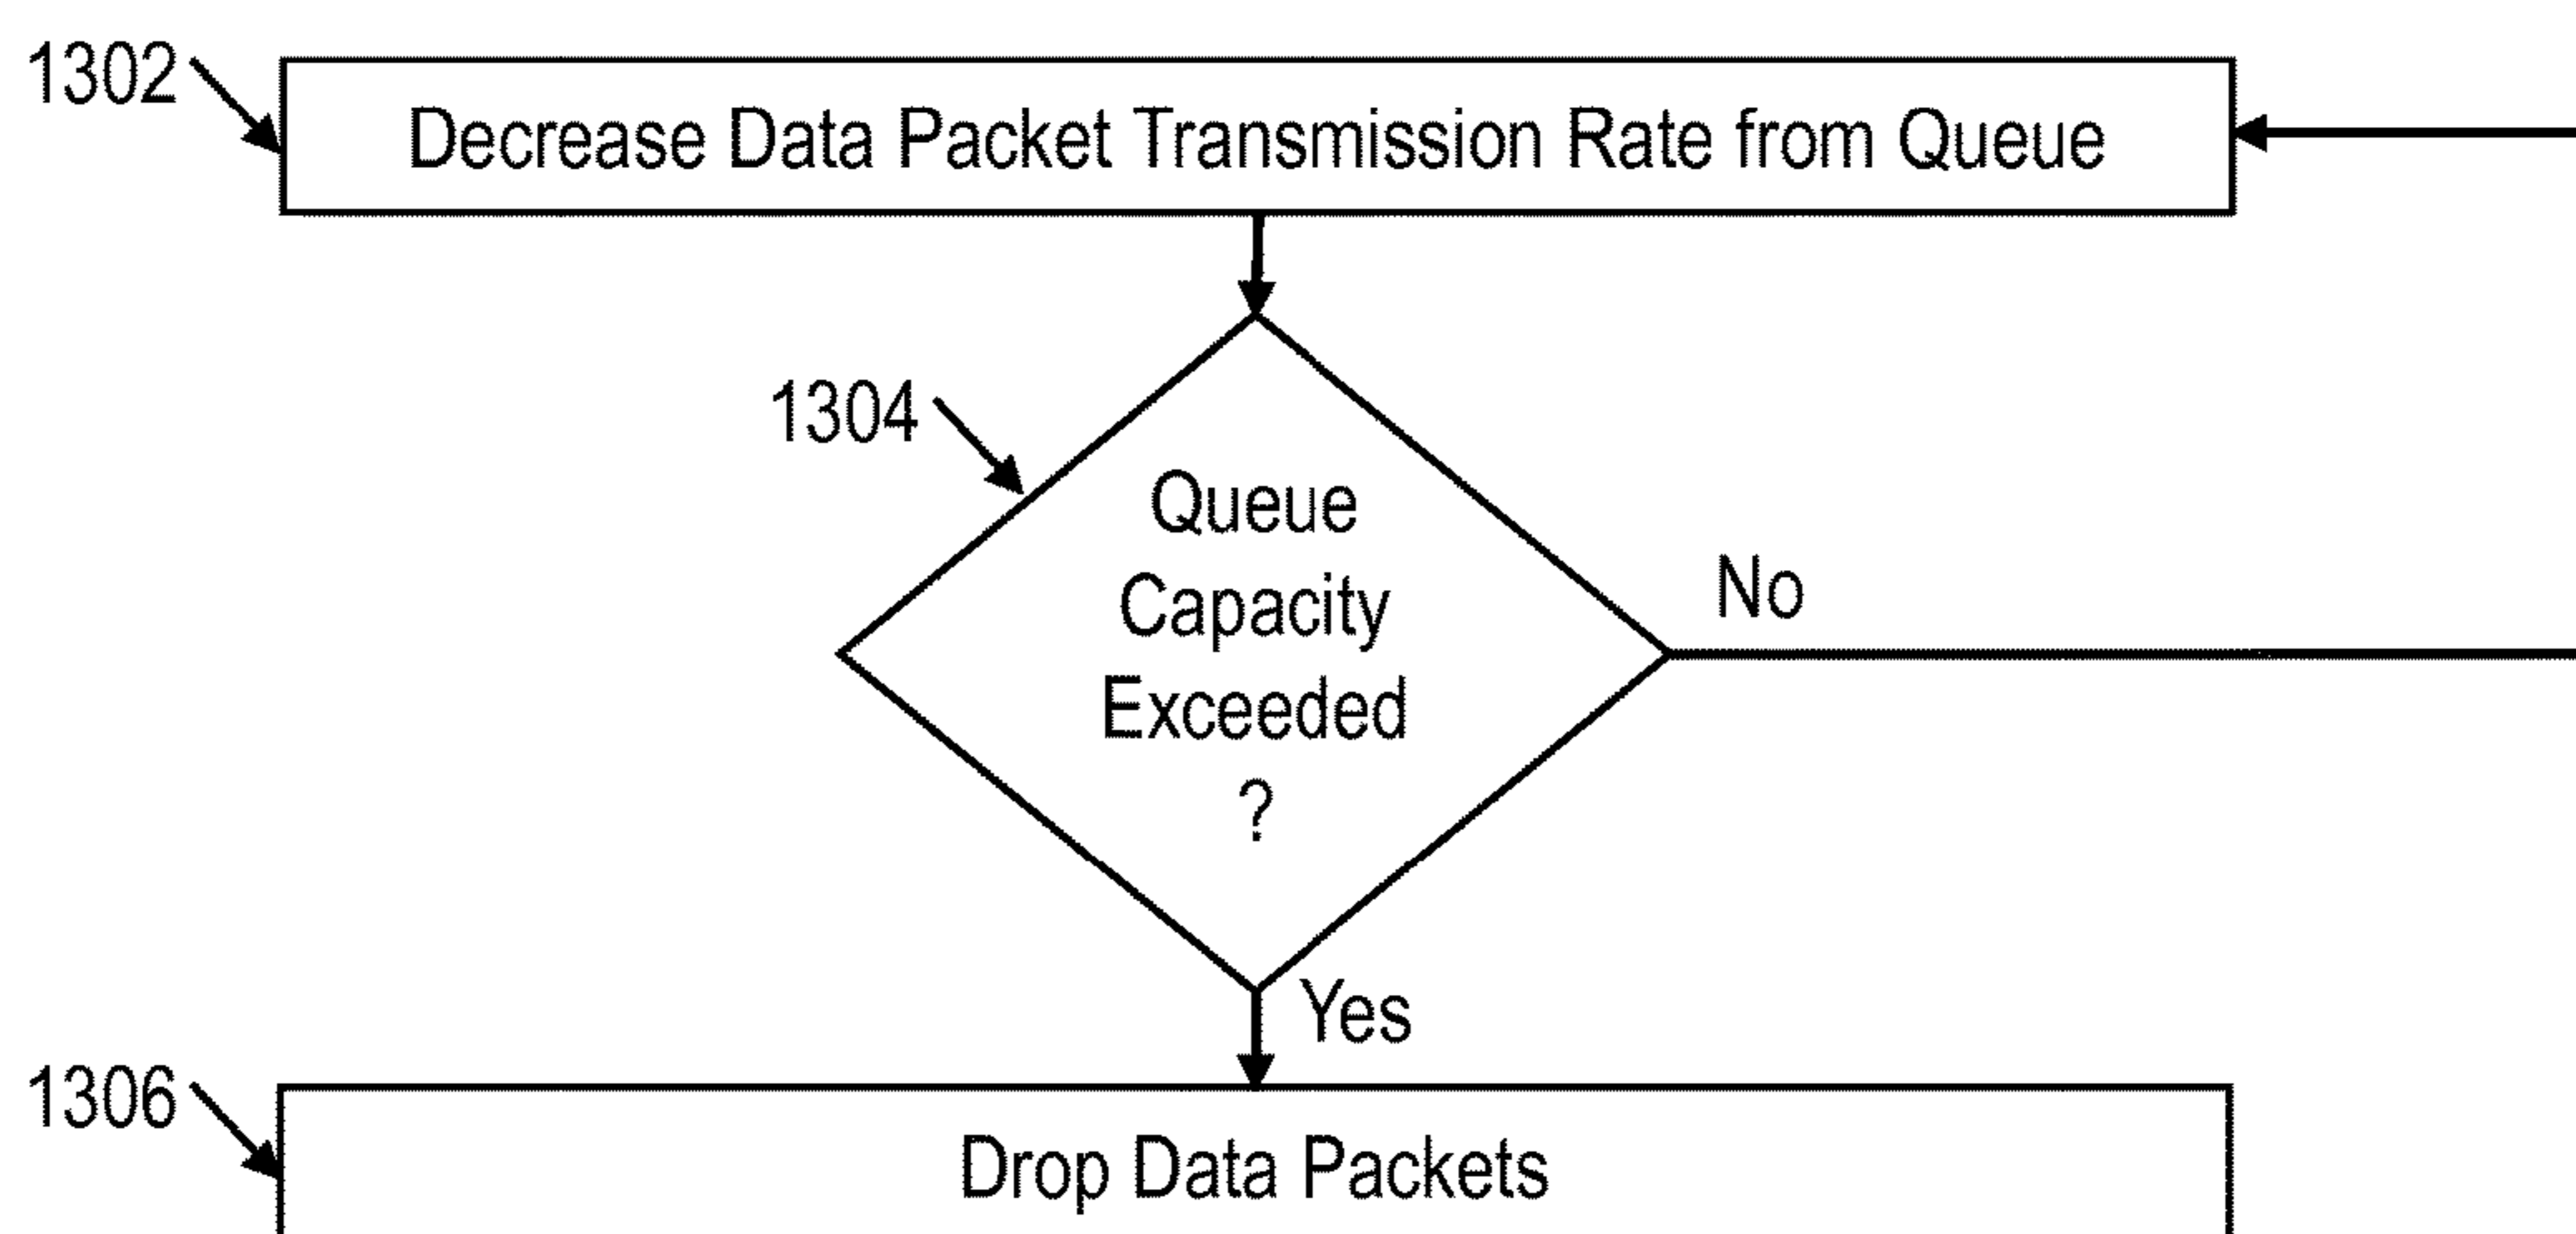 1302
Decrease Data Packet Transmission Rate from Queue
1304
Queue
Capacity
Exceeded
?
No
Yes
1306
Drop Data Packets